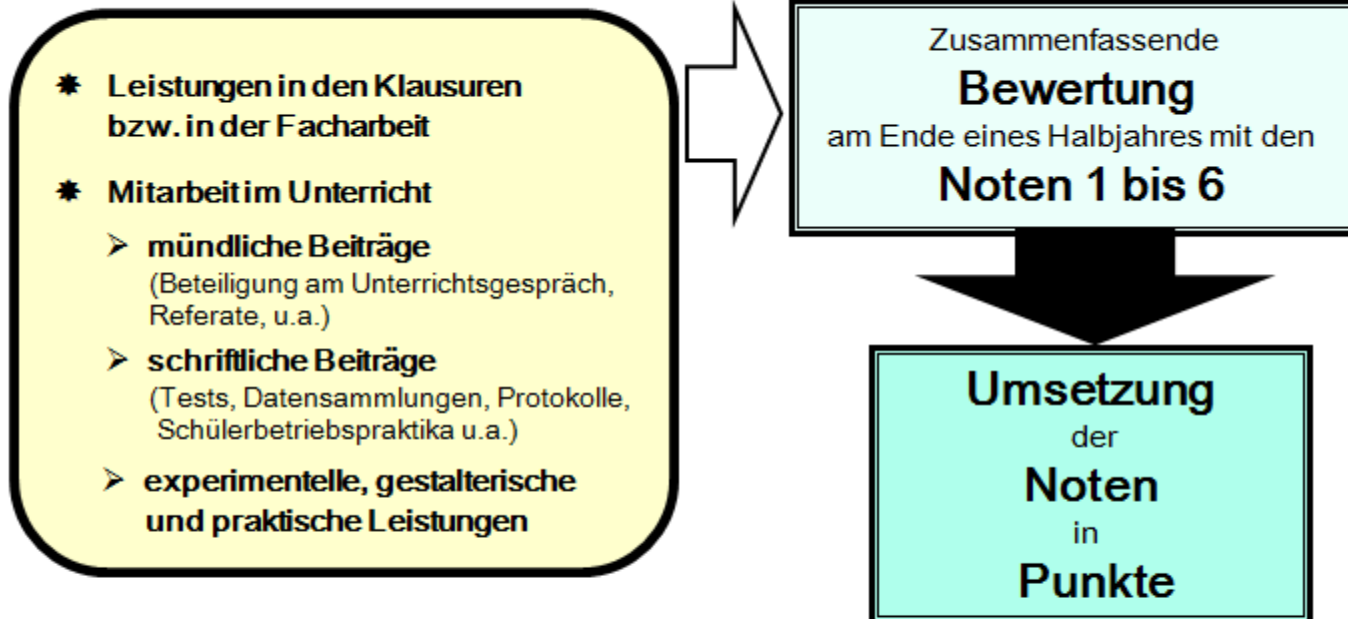 Leistungen in den Klausuren
bzw. in der Facharbeit
Mitarbeit im Unterricht
mündliche Beiträge
(Beteiligung am Unterrichtsgespräch,
Referate, u.a.)
schriftliche Beiträge
(Tests, Datensammlungen, Protokolle,
Schülerbetriebspraktika u.a.)
experimentelle, gestalterische
und praktische Leistungen
Zusammenfassende
Bewertung
am Ende eines Halbjahres mit den
Noten 1 bis 6
Umsetzung
der
Noten
in
Punkte